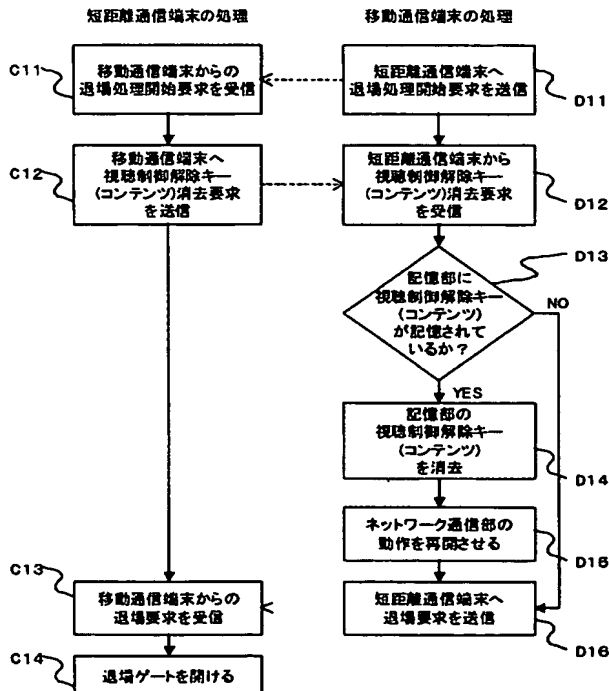 短距離通信端末の処理
移動通信端末の処理
C11
移動通信端末からの
退場処理開始要求を受信
短距離通信端末へ
退場処理開始要求を送信
D11
C12
移動通信端末へ
視聴制御解除キー
(コンテンツ)消去要求
を送信
短距離通信端末から
視聴制御解除キー
(コンテンツ)消去要求
を受信
D12
D13
記憶部に
視聴制御解除キー
(コンテンツ)
が記憶されて
いるか?
NO
YES
記憶部の
視聴制御解除キー
(コンテンツ)
を消去
D14
ネットワーク通信部の
動作を再開させる
D15
C13
移動通信端末からの
退場要求を受信
短距離通信端末へ
退場要求を送信
D16
C14
退場ゲートを開ける